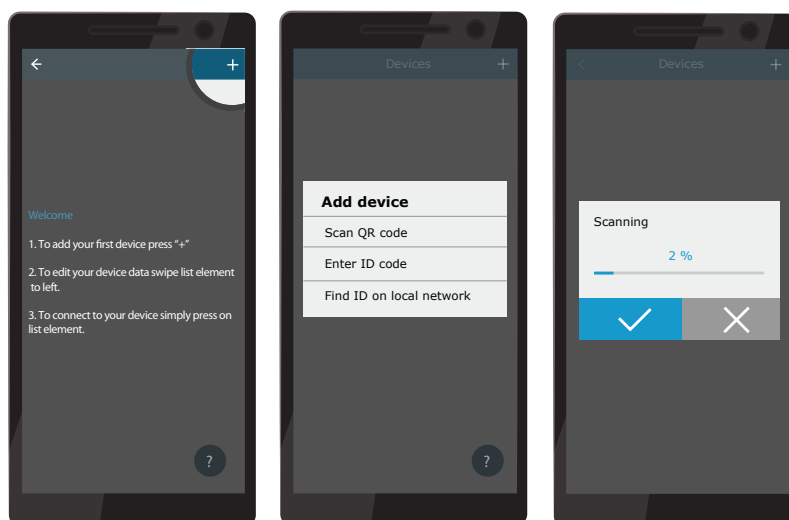 Welcome
1. To add your first device press "+"
2. To edit your device data swipe list element
to left.
3. To connect to your device simply press on
list element.
?
Devices
+
Add device
Scan QR code
Enter ID code
Find ID on local network
?
Devices
+
Scanning
2 %